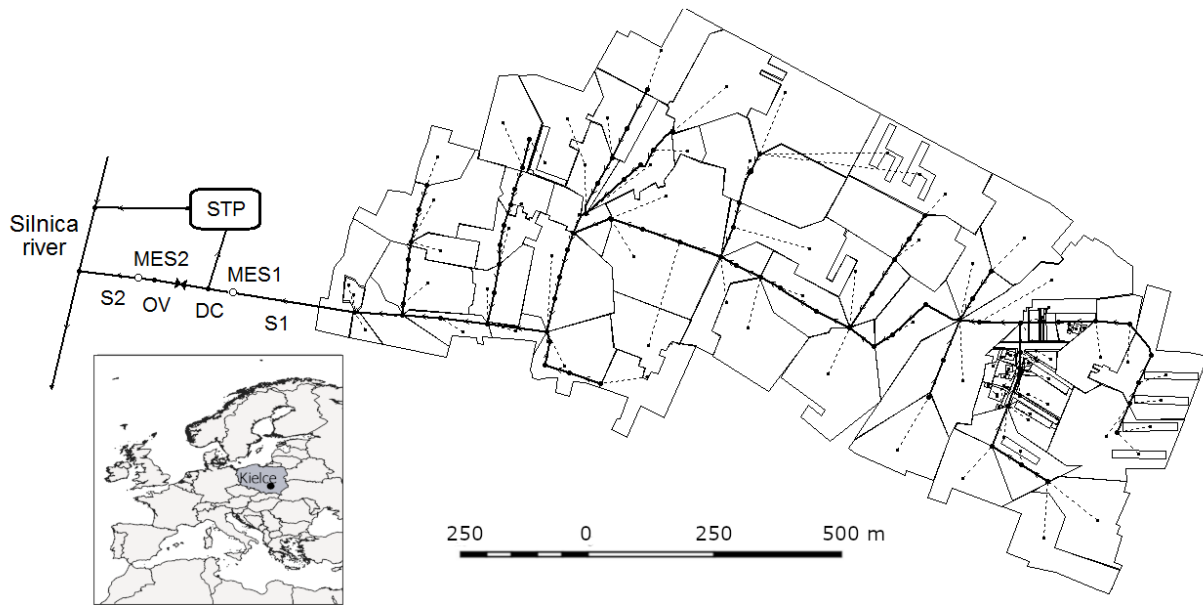 STP
Silnica
river
MES2
MES1
S2
OV
DC
S1
Kielce
250 0 250 500 m